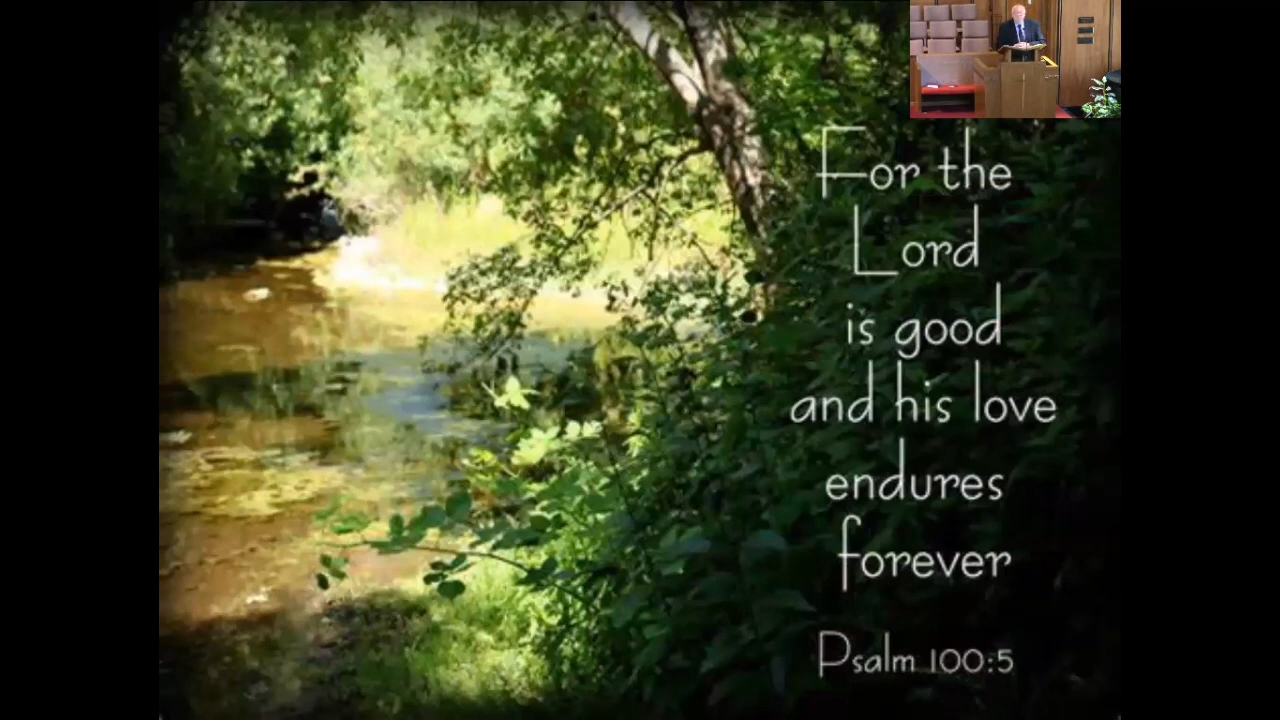 For the
Lord
is good
and his love
endures
forever
Psalm 100:5